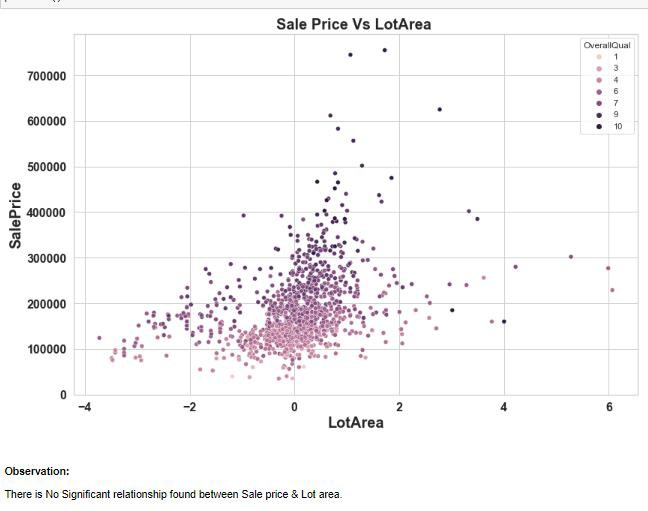 Sale Price Vs LotArea
OverallQual
1
3
4
6
7
9
10
700000
600000
500000
400000
300000
200000
100000
0
SalePrice
−4 −2 0 2 4 6
LotArea
Observation:
There is No Significant relationship found between Sale price & Lot area.